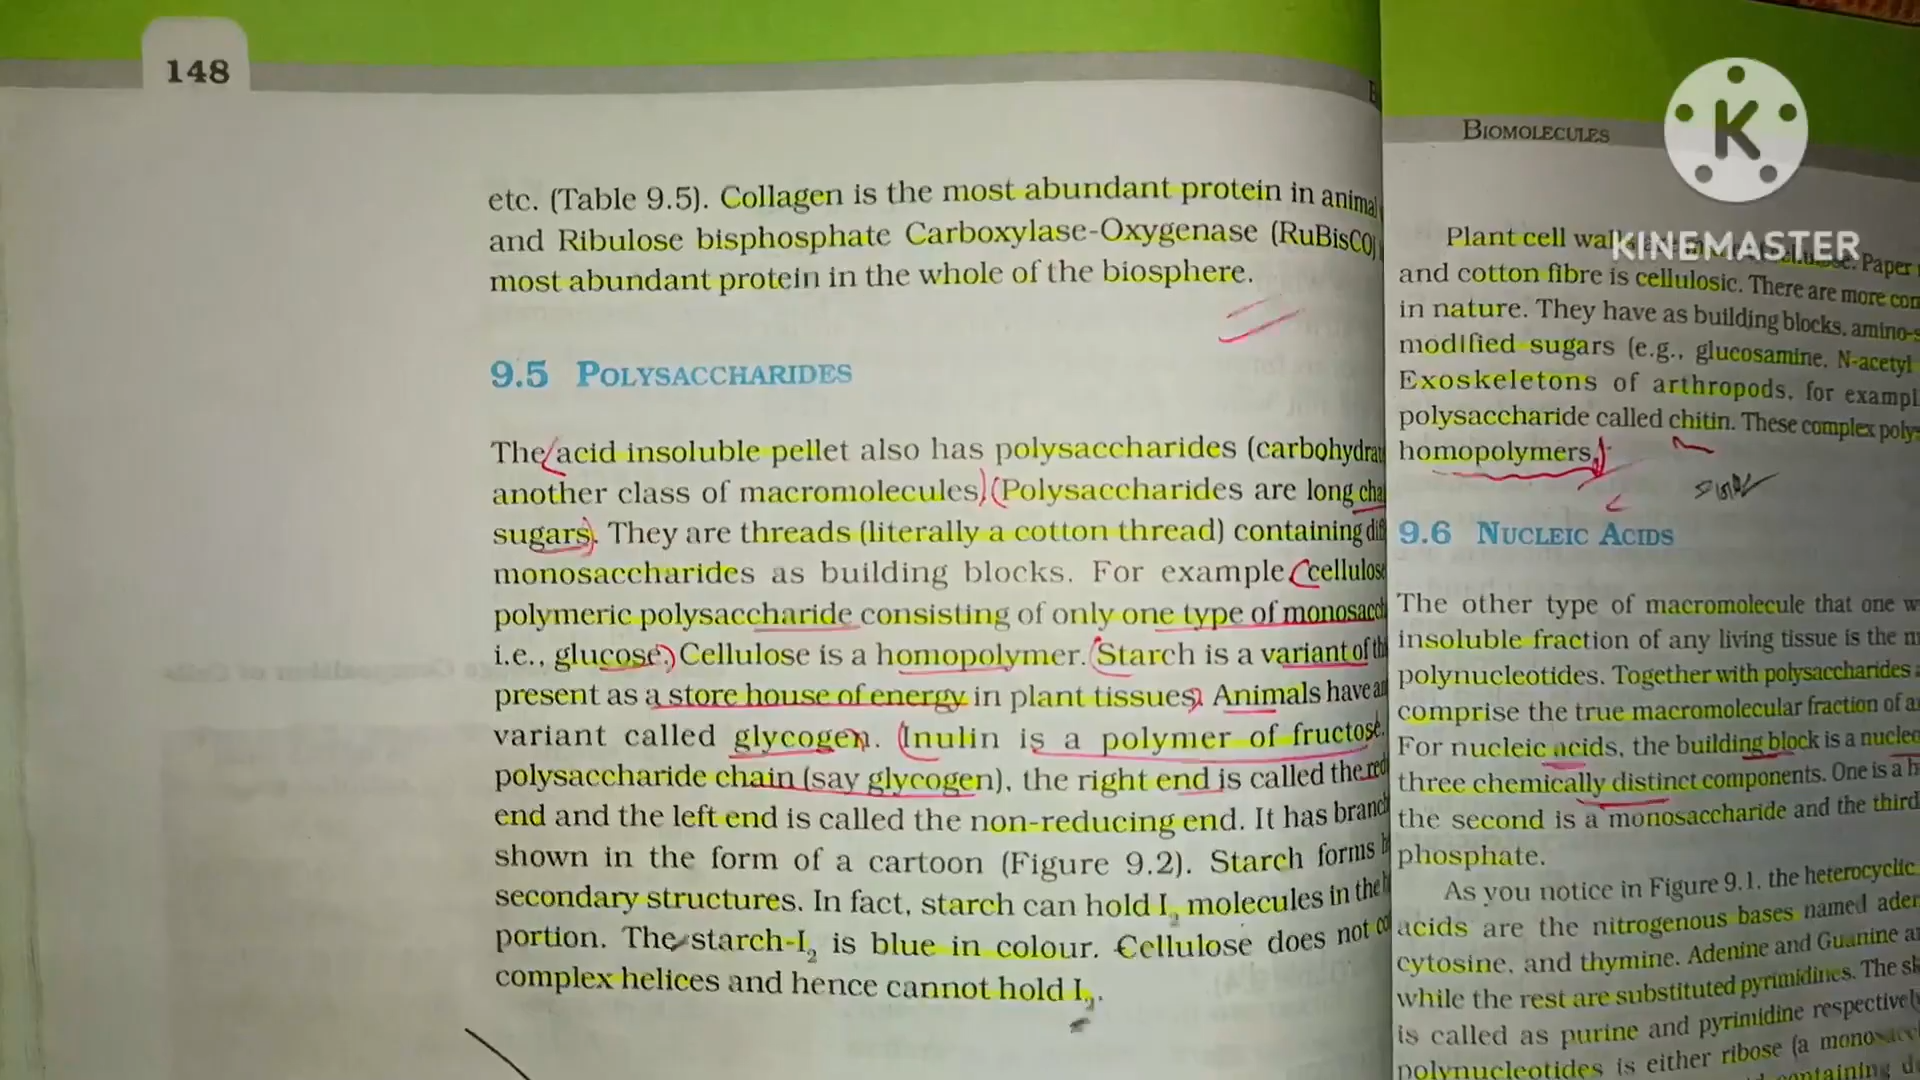 148
etc. (Table 9.5). Collagen is the most abundant protein in animal
and Ribulose bisphosphate Carboxylase-Oxygenase (RuBisCO)
most abundant protein in the whole of the biosphere.
9.5 POLYSACCHARIDES
The acid insoluble pellet also has polysaccharides (carbohydrat
another class of macromolecules. Polysaccharides are long cha
sugars. They are threads (literally a cotton thread) containing dif
monosaccharides as building blocks. For example, cellulose
polymeric polysaccharide consisting of only one type of monosacch
i.e., glucose. Cellulose is a homopolymer. Starch is a variant of th
present as a store house of energy in plant tissues. Animals have an
variant called glycogen. Inulin is a polymer of fructose.
polysaccharide chain (say glycogen), the right end is called the red
end and the left end is called the non-reducing end. It has branch
shown in the form of a cartoon (Figure 9.2). Starch forms h
secondary structures. In fact, starch can hold I₂ molecules in the h
portion. The starch-I₂ is blue in colour. Cellulose does not co
complex helices and hence cannot hold I₂.
BIOMOLECULES
K
KINEMASTER
Plant cell Paper
and cotton fibre is cellulosic. There are more com
in nature. They have as building blocks, amino-s
modified sugars (e.g., glucosamine, N-acetyl
Exoskeletons of arthropods, for exampl
polysaccharide called chitin. These complex poly
homopolymers.
9.6 NUCLEIC ACIDS
The other type of macromolecule that one w
insoluble fraction of any living tissue is the n
polynucleotides. Together with polysaccharides a
comprise the true macromolecular fraction of a
For nucleic acids, the building block is a nucleo
three chemically distinct components. One is a h
the second is a monosaccharide and the third
phosphate.
As you notice in Figure 9.1, the heterocyclic
acids are the nitrogenous bases named aden
cytosine, and thymine. Adenine and Guanine a
while the rest are substituted pyrimidines. The sk
is called as purine and pyrimidine respectively
polynucleotides is either ribose (a monosacc
containing d